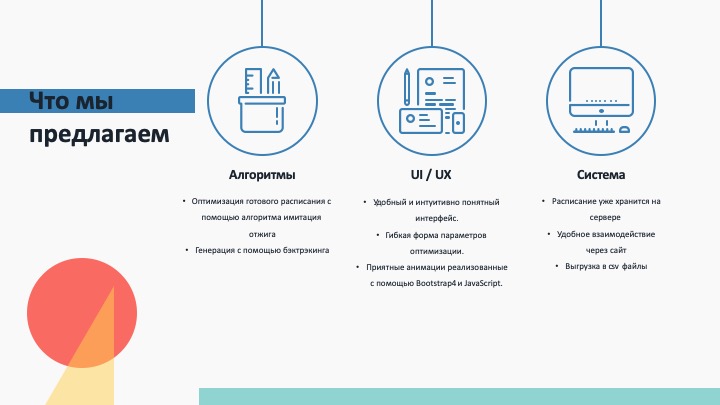 Что мы
предлагаем
Алгоритмы
• Оптимизация готового расписания с
помощью алгоритма имитация
отжига
• Генерация с помощью бэктрэкинга
UI / UX
• Удобный и интуитивно понятный
интерфейс.
• Гибкая форма параметров
оптимизации.
• Приятные анимации реализованные
с помощью Bootstrap4 и JavaScript.
Система
• Расписание уже хранится на
сервере
• Удобное взаимодействие
через сайт
• Выгрузка в csv файлы